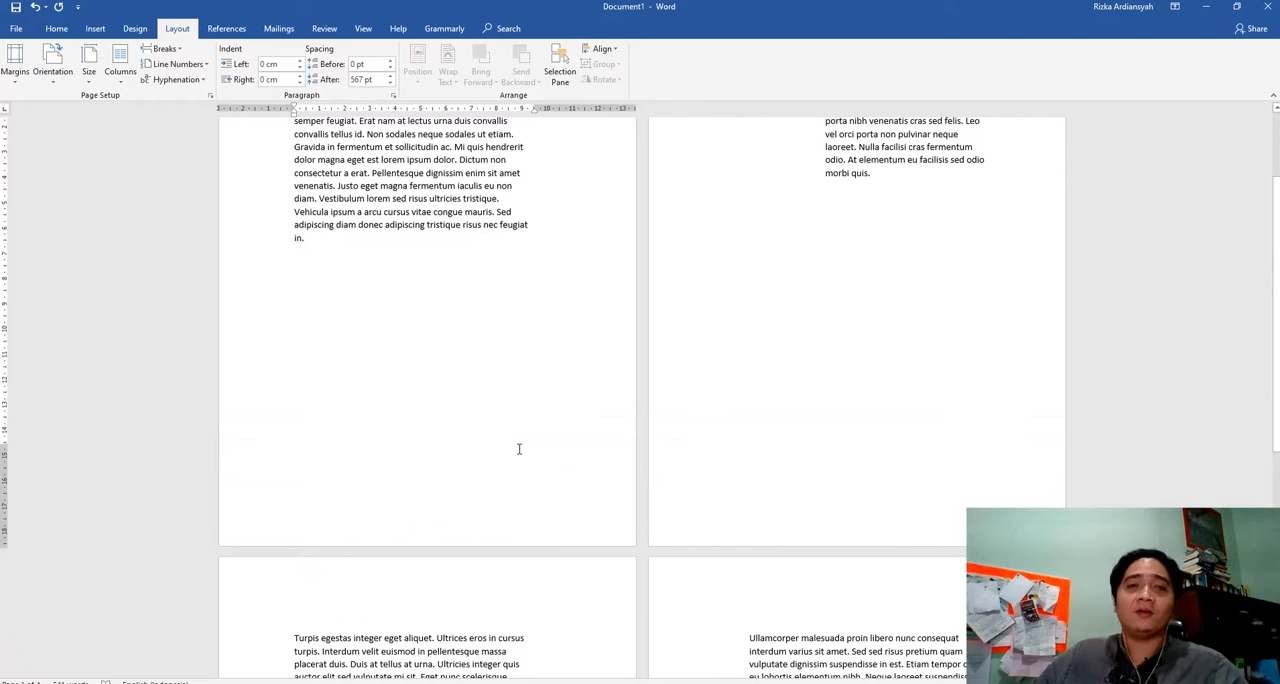 Document1 - Word
Rizka Ardiansyah
File Home Insert Design Layout References Mailings Review View Help Grammarly Search
Share
Margins
Orientation
Size
Columns
Breaks
Line Numbers
Hyphenation
Page Setup
Indent
Left: 0 cm
Right: 0 cm
Spacing
Before: 0 pt
After: 567 pt
Paragraph
Position
Wrap
Text
Bring
Forward
Send
Backward
Selection
Pane
Align
Group
Rotate
Arrange
semper feugiat. Erat nam at lectus urna duis convallis
convallis tellus id. Non sodales neque sodales ut etiam.
Gravida in fermentum et sollicitudin ac. Mi quis hendrerit
dolor magna eget est lorem ipsum dolor. Dictum non
consectetur a erat. Pellentesque dignissim enim sit amet
venenatis. Justo eget magna fermentum iaculis eu non
diam. Vestibulum lorem sed risus ultricies tristique.
Vehicula ipsum a arcu cursus vitae congue mauris. Sed
adipiscing diam donec adipiscing tristique risus nec feugiat
in.
porta nibh venenatis cras sed felis. Leo
vel orci porta non pulvinar neque
laoreet. Nulla facilisi cras fermentum
odio. At elementum eu facilisis sed odio
morbi quis.
Turpis egestas integer eget aliquet. Ultrices eros in cursus
turpis. Interdum velit euismod in pellentesque massa
placerat duis. Duis at tellus at urna. Ultricies integer quis
auctor elit sed vulputate mi sit. Eget nunc scelerisque
Ullamcorper malesuada proin libero nunc consequat
interdum varius sit amet. Sed sed risus pretium quam
vulputate dignissim suspendisse in est. Etiam tempor
eu lobortis elementum nibh.